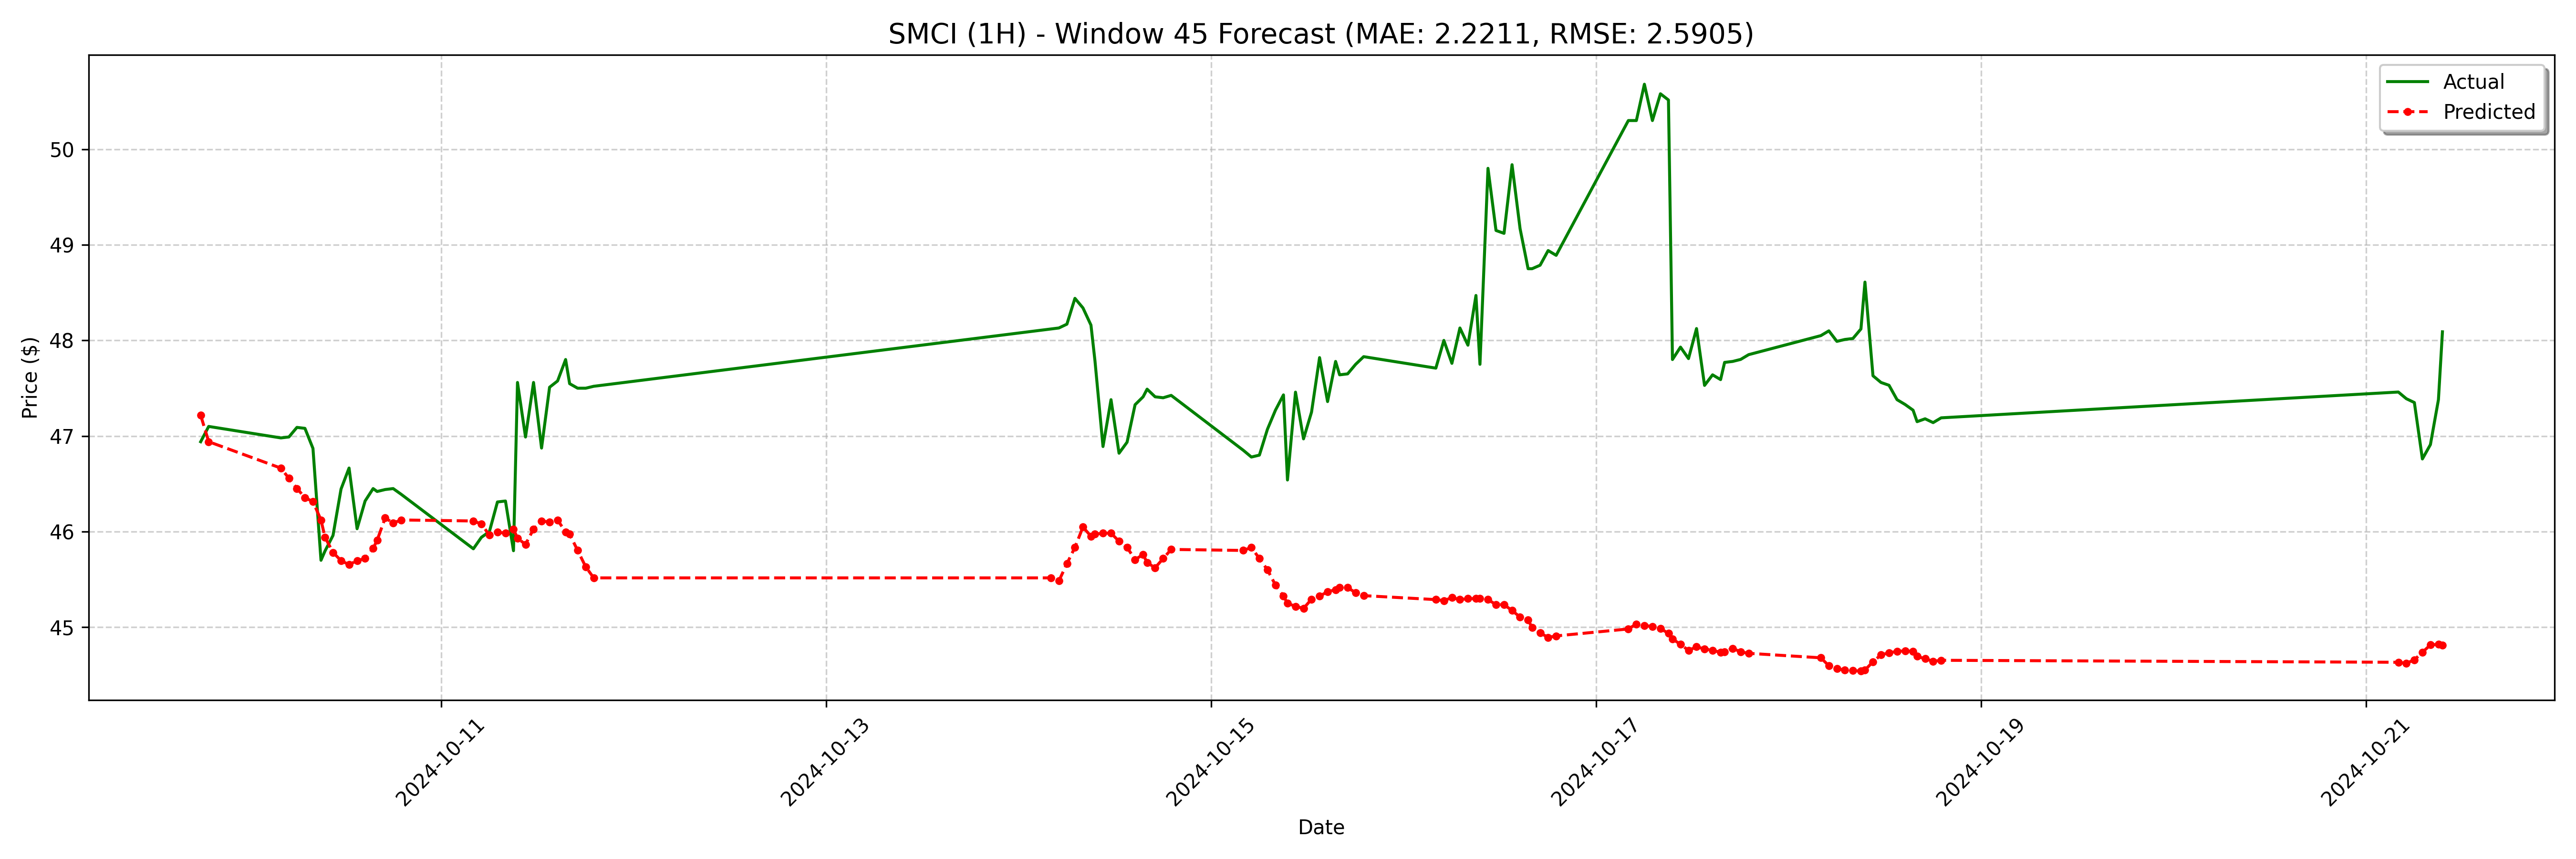 SMCI (1H) - Window 45 Forecast (MAE: 2.2211, RMSE: 2.5905)
Actual
Predicted
Price ($)
50
49
48
47
46
45
2024-10-11
2024-10-13
2024-10-15
2024-10-17
2024-10-19
2024-10-21
Date